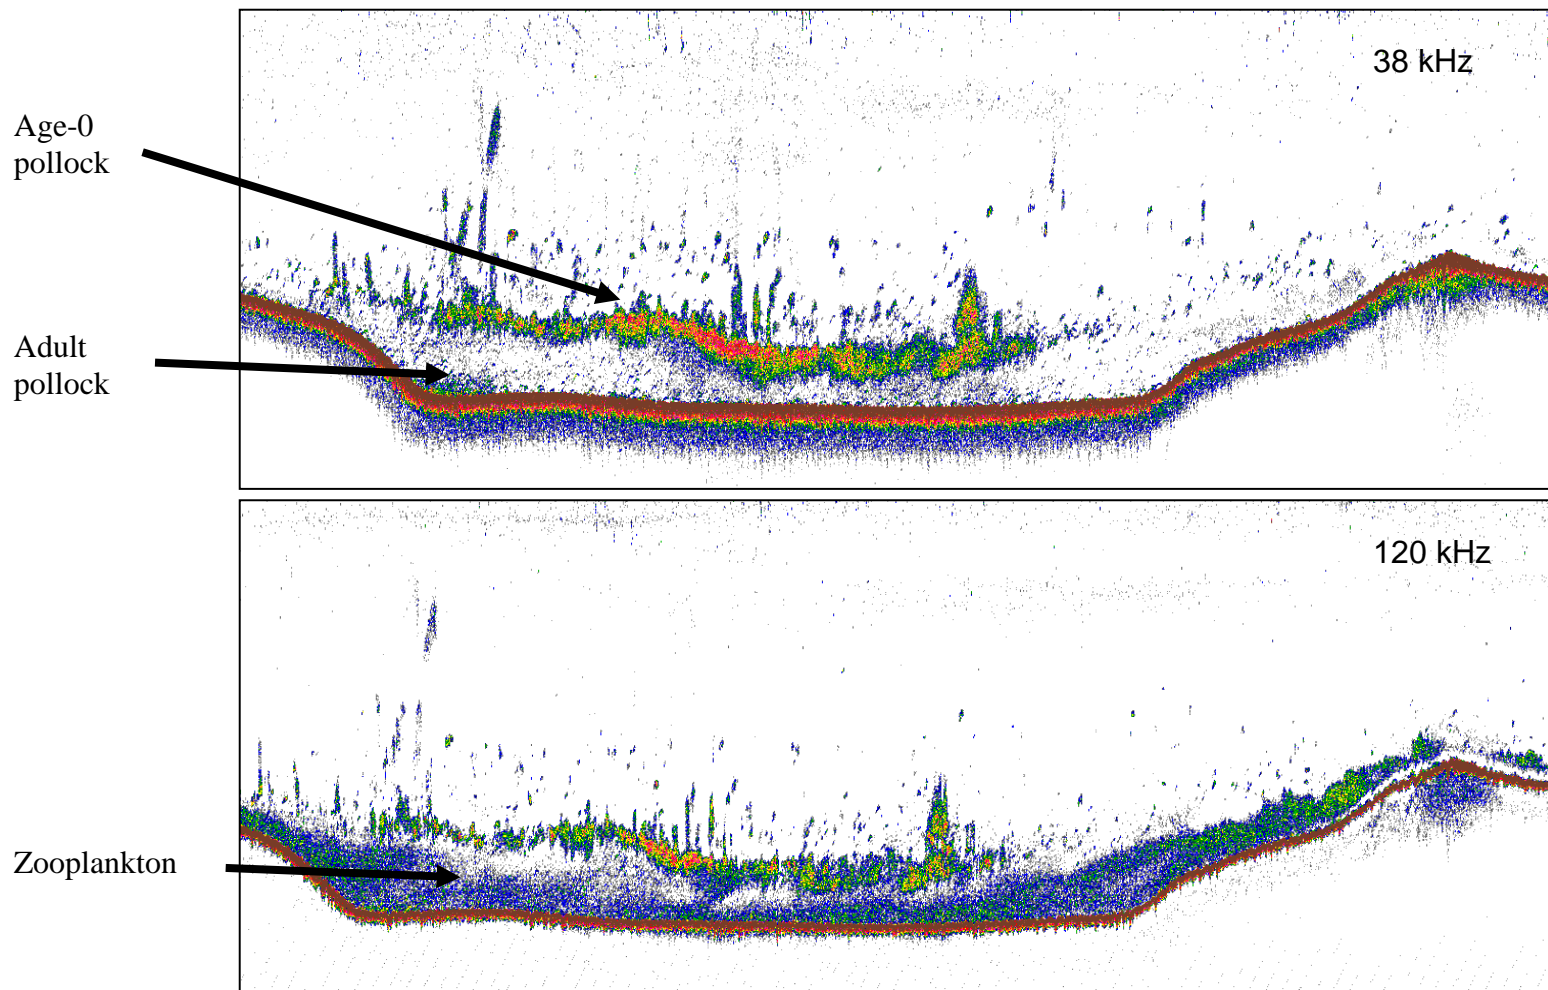 38 kHz
Age-0
pollock
Adult
pollock
120 kHz
Zooplankton